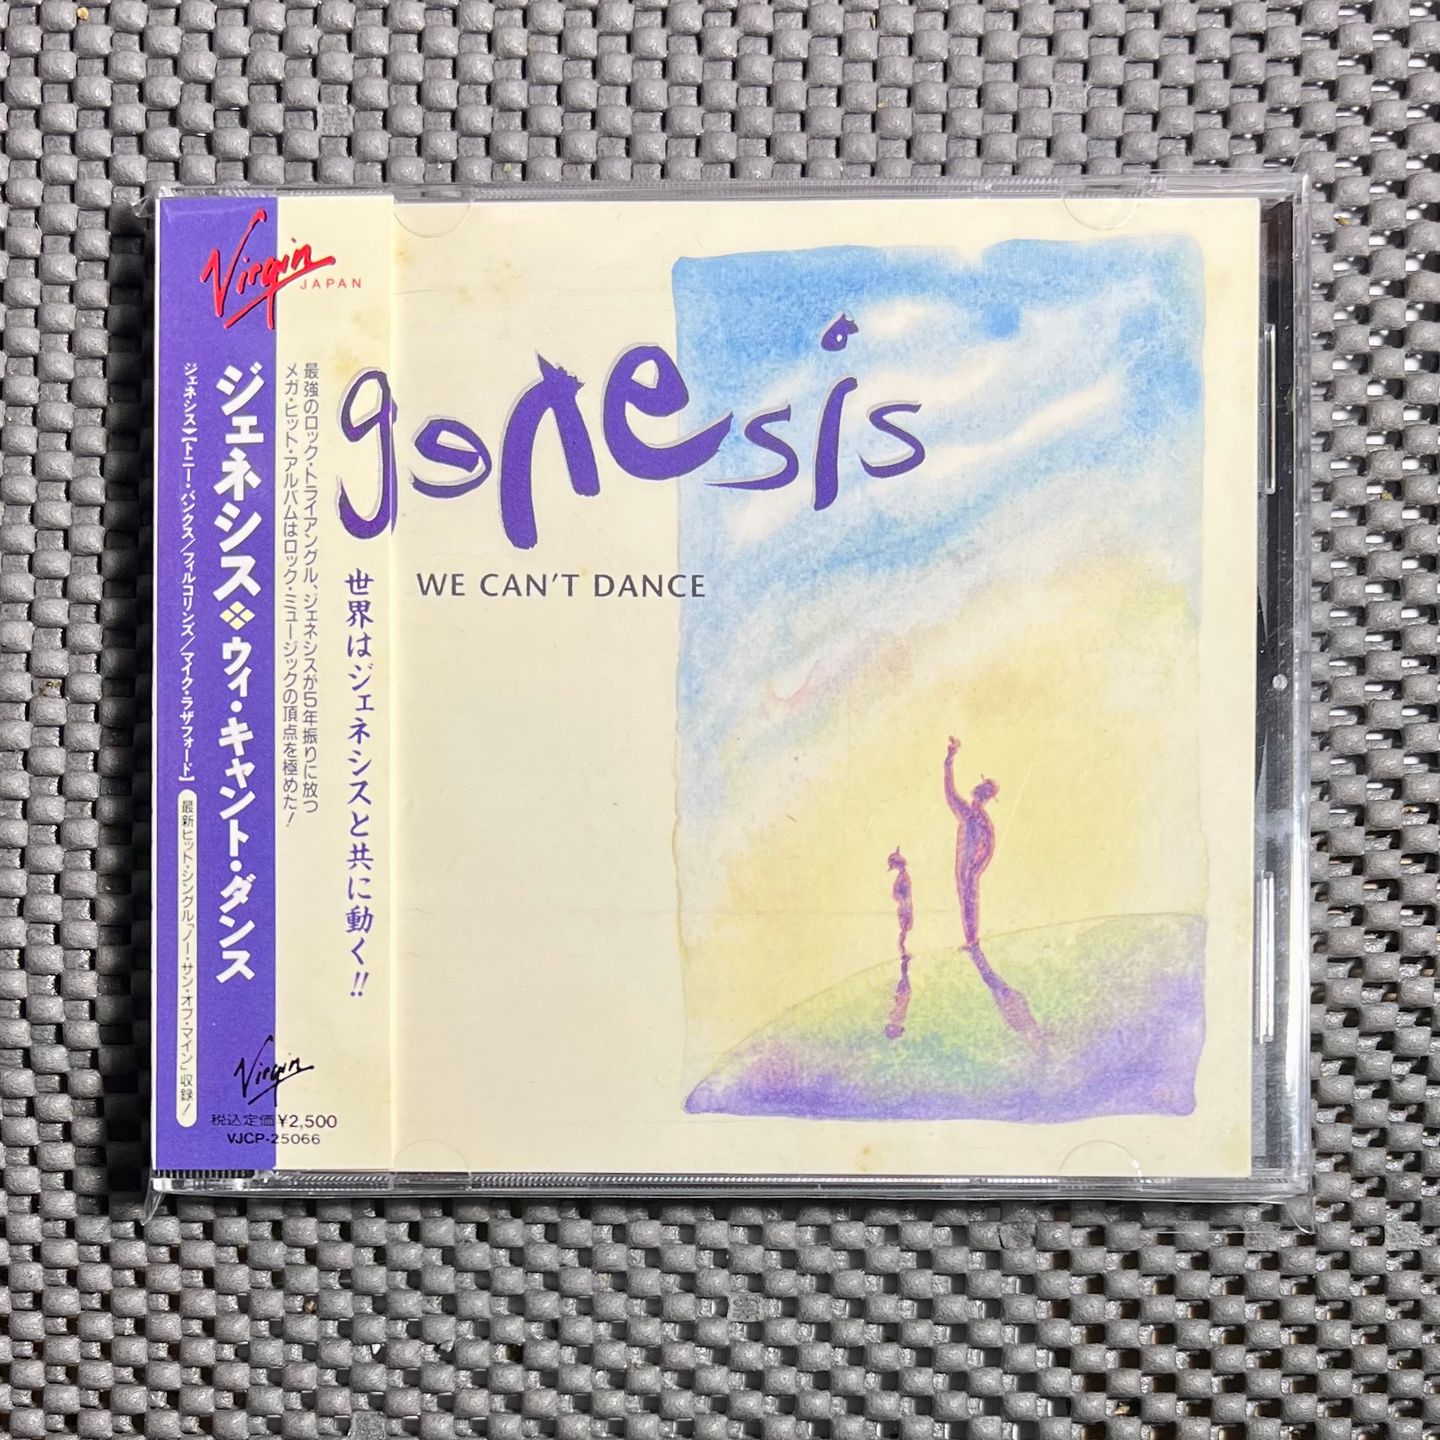 Virgin
JAPAN
最強のロック・トライアングル、ジェネシスが5年振りに放つ
メガ・ヒット・アルバムはロック・ミュージックの頂点を極めた!
世界はジェネシスと共に動く!!
ジェネシス❖ウィ・キャント・ダンス
ジェネシス】【トニー・バンクス/フィルコリンズ/マイク・ラザフォード】
最新ヒット・シングル「ノー・サン・オブ・マイン」収録!
Virgin
税込定価¥2,500
VJCP-25066
genesis
WE CAN'T DANCE